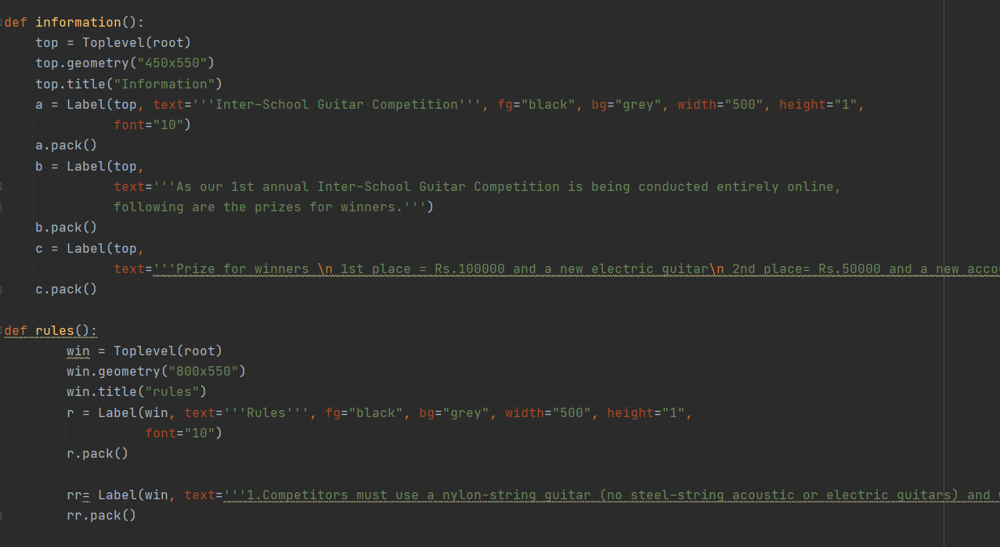 def information():
    top = Toplevel(root)
    top.geometry("450x550")
    top.title("Information")
    a = Label(top, text='''Inter-School Guitar Competition''', fg="black", bg="grey", width="500", height="1",
              font="10")
    a.pack()
    b = Label(top,
              text='''As our 1st annual Inter-School Guitar Competition is being conducted entirely online,
              following are the prizes for winners.''')
    b.pack()
    c = Label(top,
              text='''Prize for winners \n 1st place = Rs.100000 and a new electric guitar\n 2nd place= Rs.50000 and a new
    c.pack()

def rules():
        win = Toplevel(root)
        win.geometry("800x550")
        win.title("rules")
        r = Label(win, text='''Rules''', fg="black", bg="grey", width="500", height="1",
                  font="10")
        r.pack()

        rr= Label(win, text='''1.Competitors must use a nylon-string guitar (no steel-string acoustic or electric guitars) and
        rr.pack()